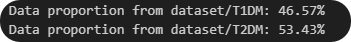 Data proportion from dataset/T1DM: 46.57%
Data proportion from dataset/T2DM: 53.43%